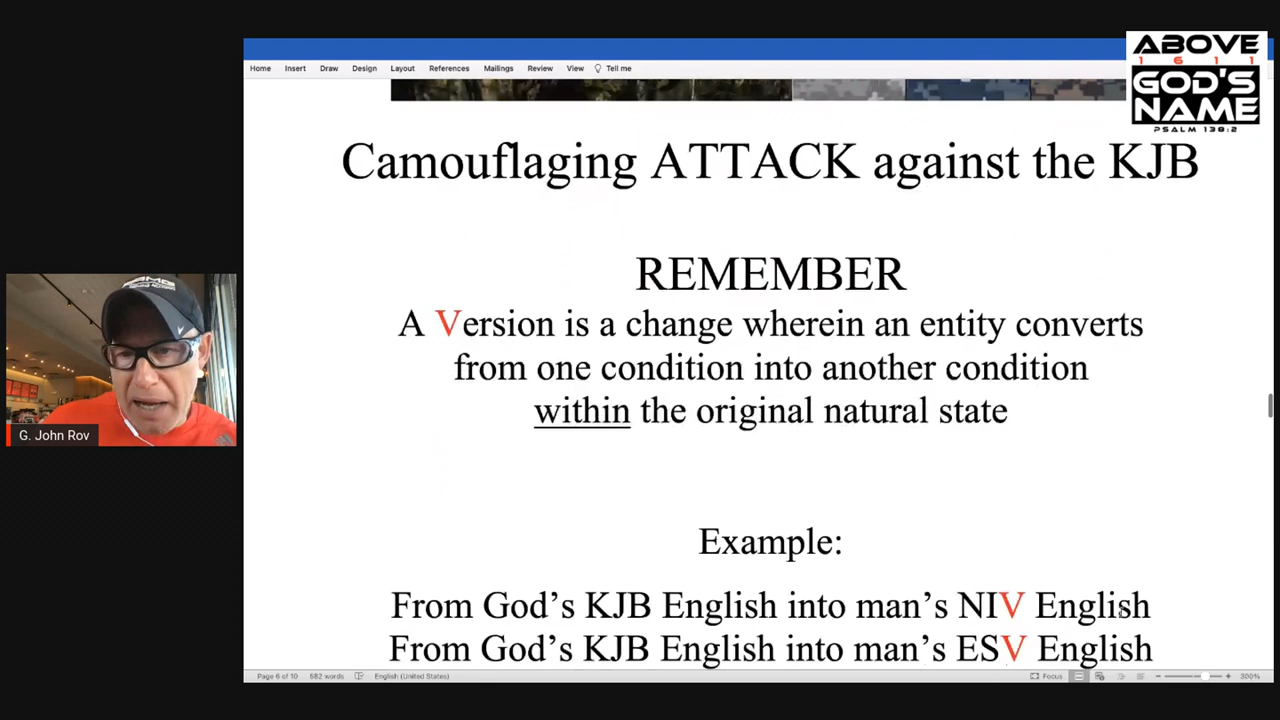 ABOVE
1611
GOD'S
NAME
PSALM 138:2
Home Insert Draw Design Layout References Mailings Review View Tell me
Camouflaging ATTACK against the KJB
REMEMBER
A Version is a change wherein an entity converts
from one condition into another condition
within the original natural state
Example:
From God’s KJB English into man’s NIV English
From God’s KJB English into man’s ESV English
G. John Rov
Page 6 of 10 582 words English (United States) Focus 300%